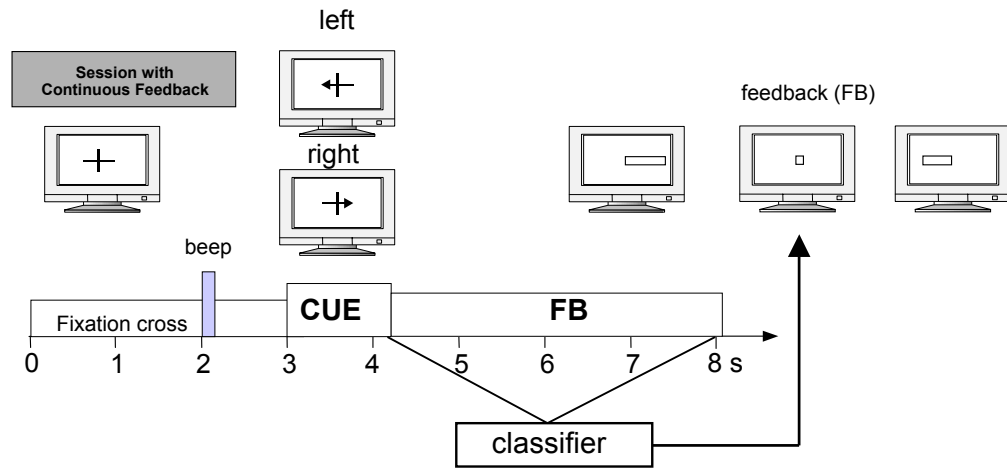 left
Session with
Continuous Feedback
feedback (FB)
right
beep
Fixation cross
CUE
FB
0 1 2 3 4 5 6 7 8 s
classifier